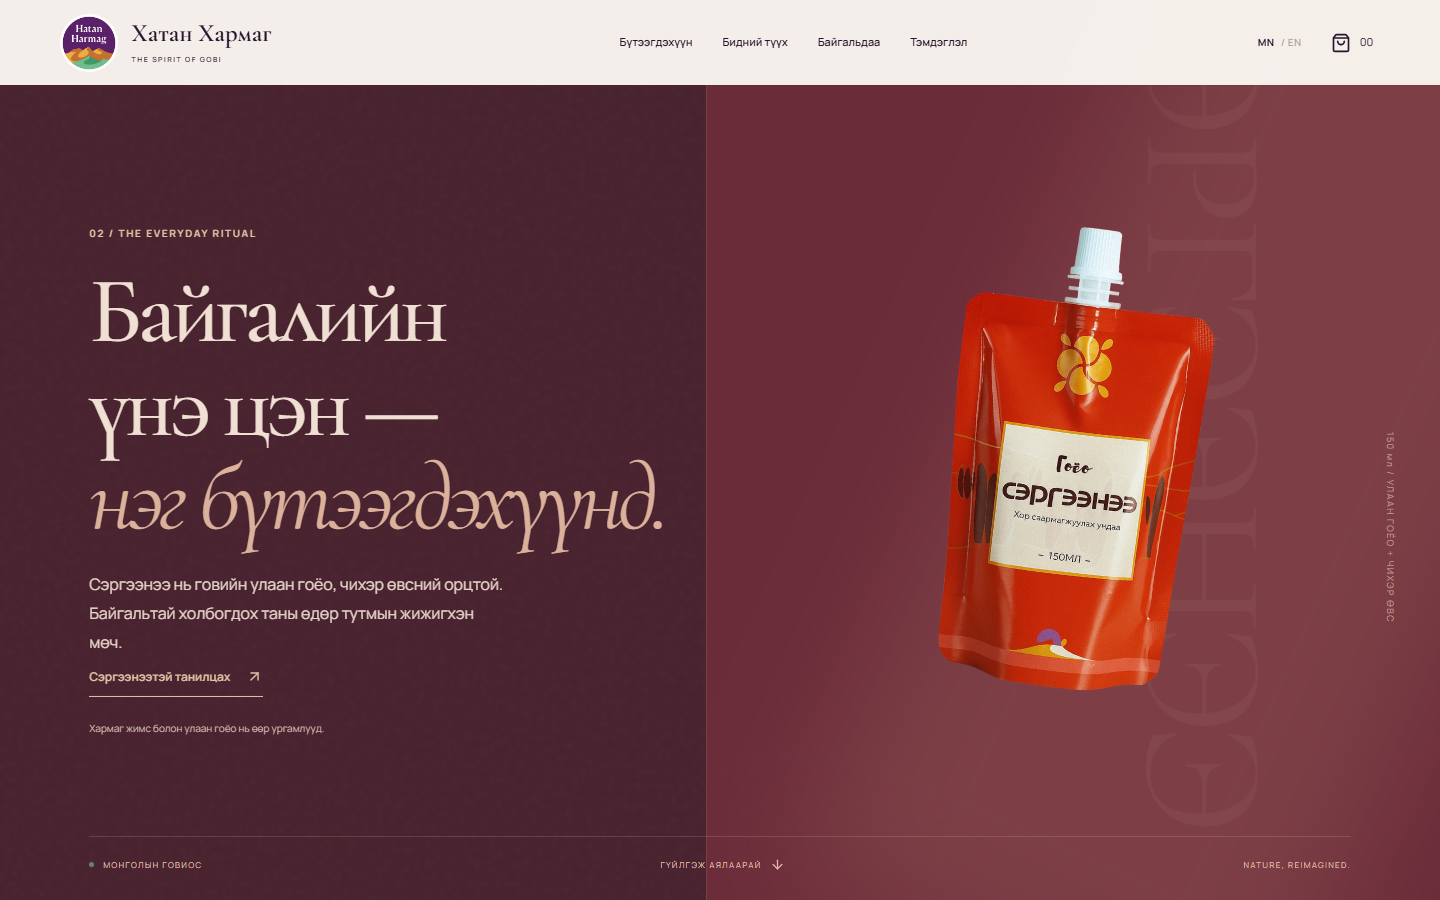 Hatan
Harmag
Хатан Хармаг
THE SPIRIT OF GOBI
Бүтээгдэхүүн
Бидний түүх
Байгальдаа
Тэмдэглэл
MN / EN
00
02 / THE EVERYDAY RITUAL
Байгалийн
үнэ цэн —
нэг бүтээгдэхүүнд.
Сэргээнээ нь говийн улаан гоёо, чихэр өвсний орцтой.
Байгальтай холбогдох таны өдөр тутмын жижигхэн
мөч.
Сэргээнээтэй танилцах
Хармаг жимс болон улаан гоёо нь өөр ургамлууд.
Гоёо
сэргээнээ
Хор саармагжуулах ундаа
- 150МЛ -
150 мл / УЛААН ГОЁО + ЧИХЭР ӨВС
МОНГОЛЫН ГОВИОС
ГҮЙЛГЭЖ АЯЛААРАЙ
NATURE, REIMAGINED.